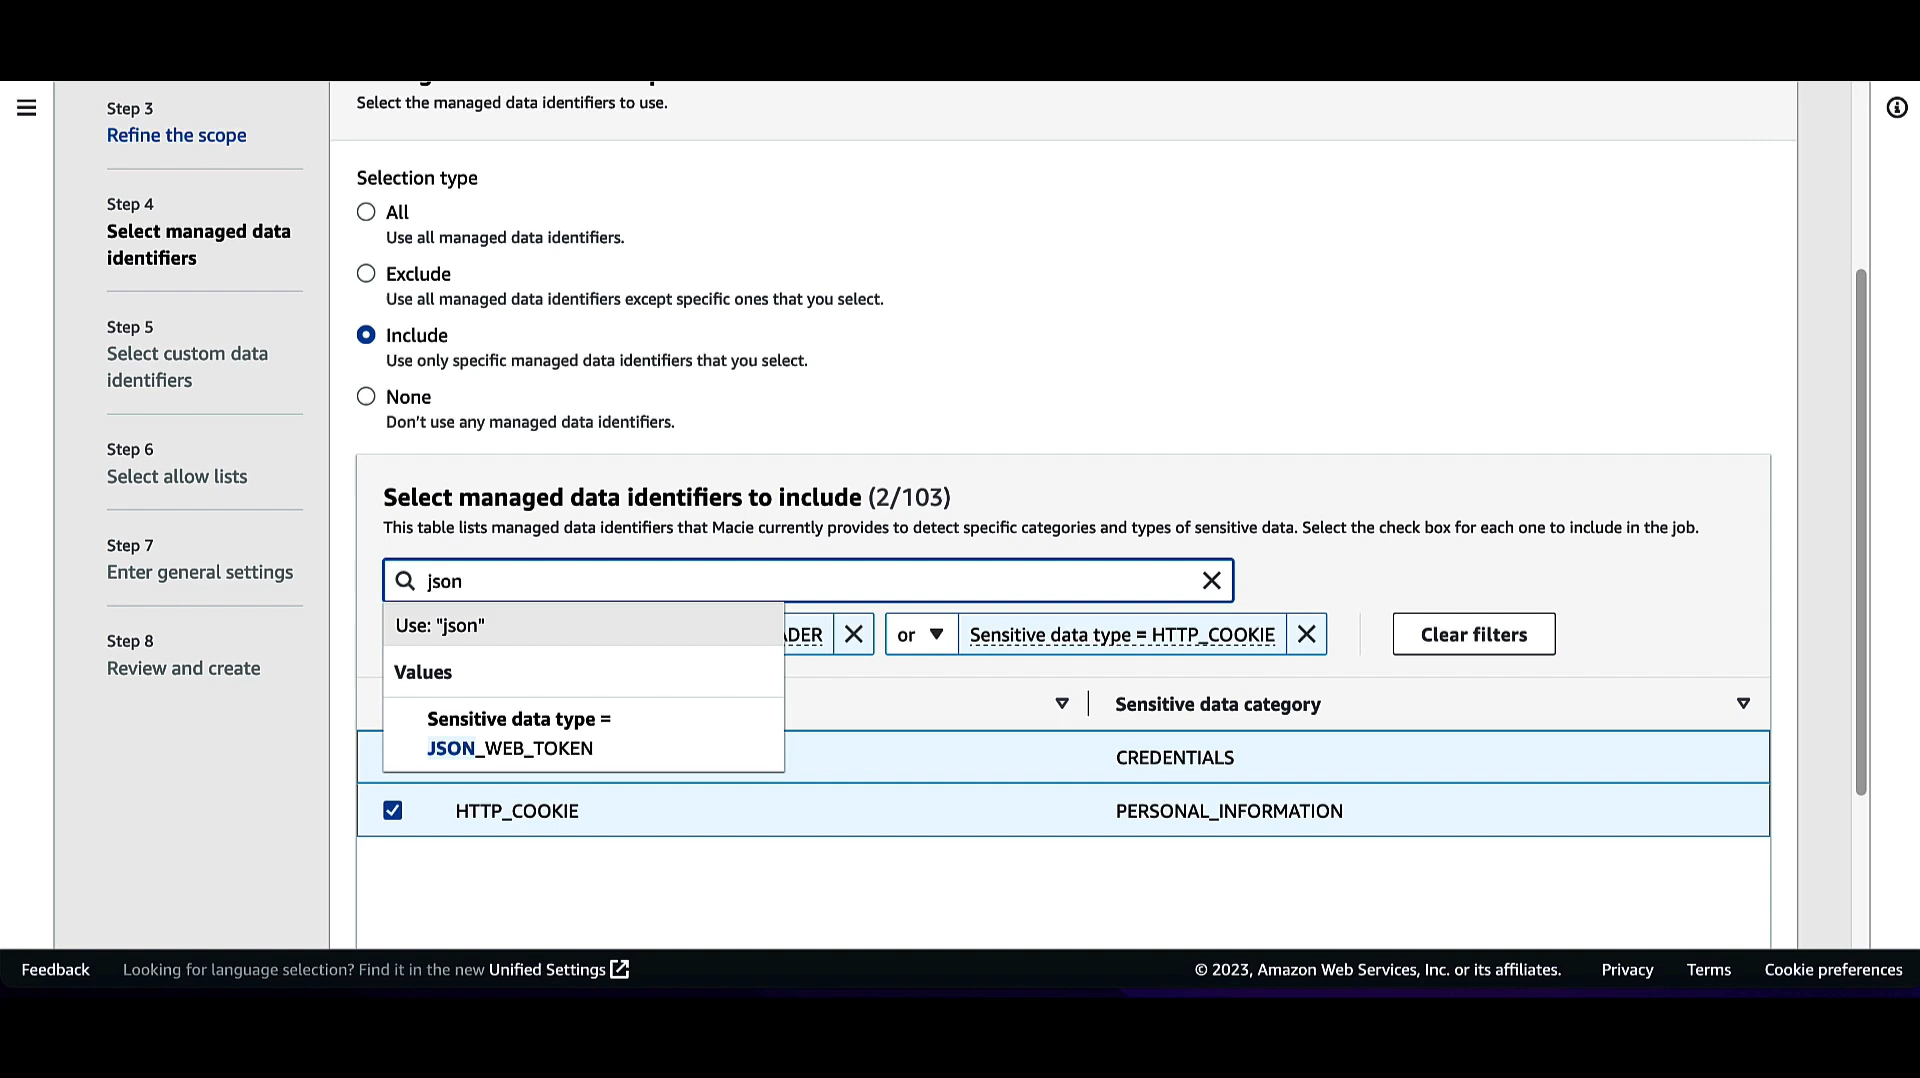 Select the managed data identifiers to use.
Step 3
Refine the scope
Step 4
Select managed data
identifiers
Step 5
Select custom data
identifiers
Step 6
Select allow lists
Step 7
Enter general settings
Step 8
Review and create
Selection type
All
Use all managed data identifiers.
Exclude
Use all managed data identifiers except specific ones that you select.
Include
Use only specific managed data identifiers that you select.
None
Don't use any managed data identifiers.
Select managed data identifiers to include (2/103)
This table lists managed data identifiers that Macie currently provides to detect specific categories and types of sensitive data. Select the check box for each one to include in the job.
json
Use: "json"
Values
Sensitive data type =
JSON_WEB_TOKEN
ADER
or
Sensitive data type = HTTP_COOKIE
Clear filters
Sensitive data category
CREDENTIALS
HTTP_COOKIE PERSONAL_INFORMATION
Feedback Looking for language selection? Find it in the new Unified Settings © 2023, Amazon Web Services, Inc. or its affiliates. Privacy Terms Cookie preferences